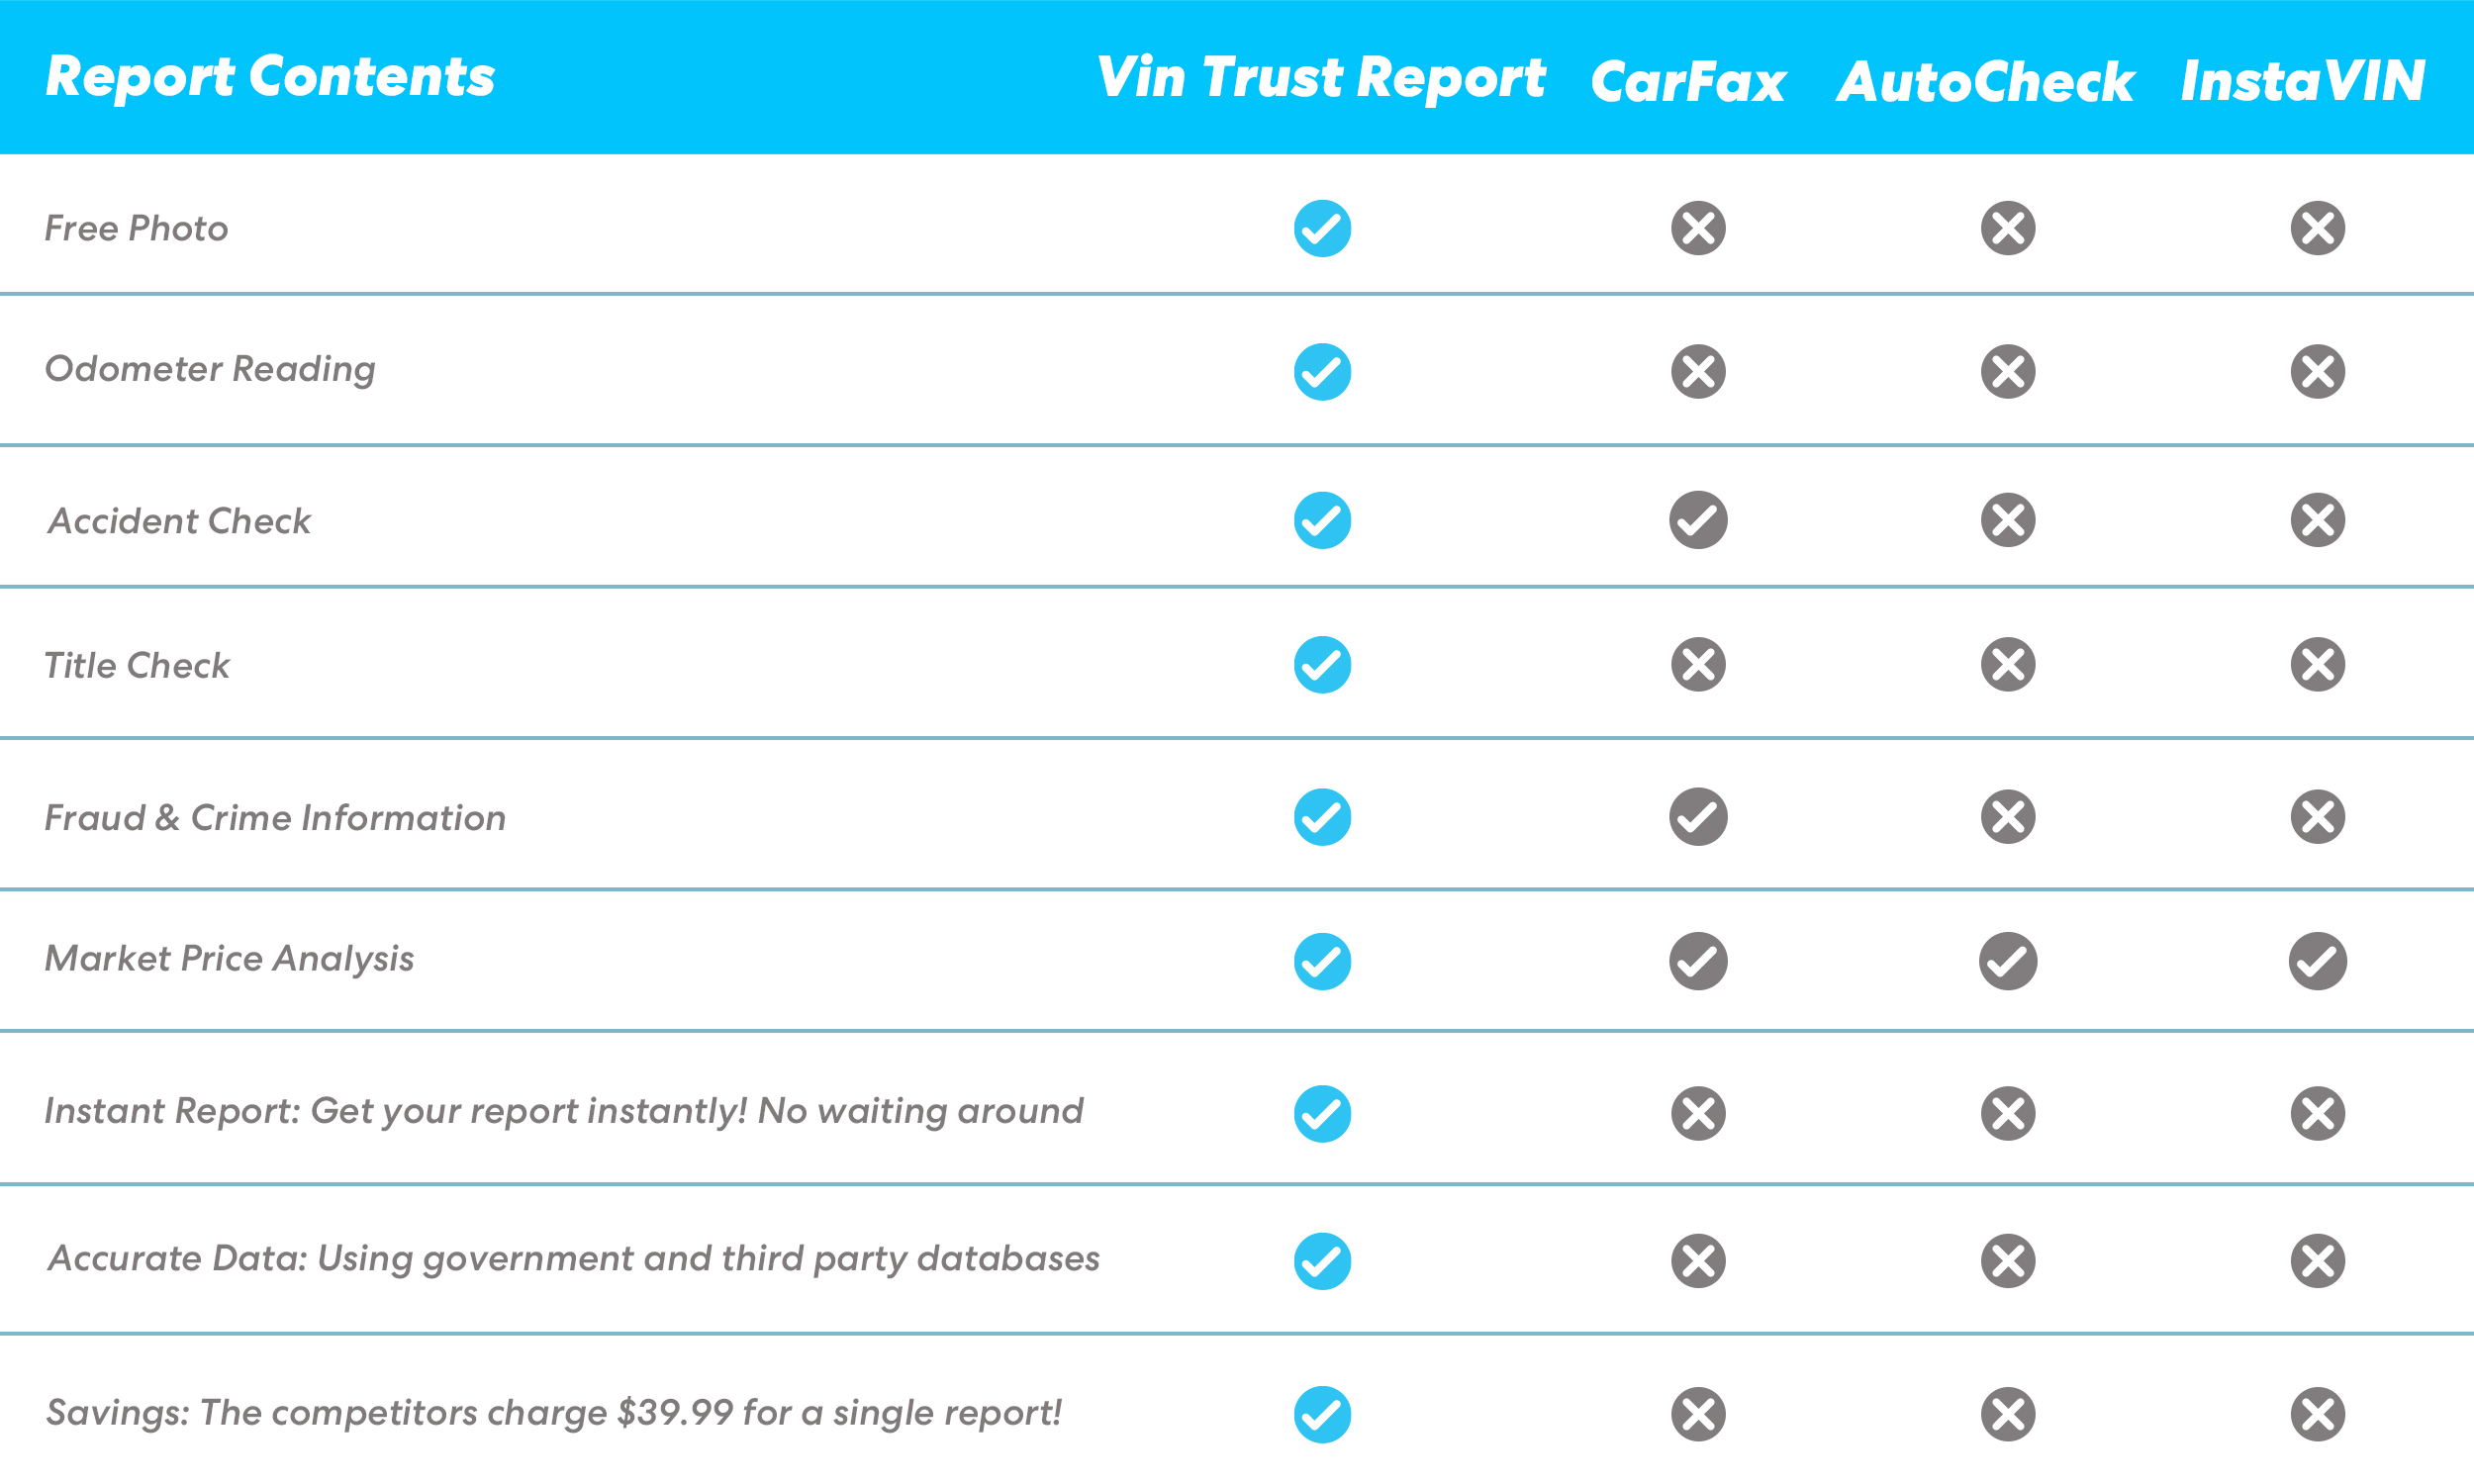 Report Contents Vin Trust Report CarFax AutoCheck InstaVIN
Free Photo
Odometer Reading
Accident Check
Title Check
Fraud & Crime Information
Market Price Analysis
Instant Report: Get your report instantly! No waiting around
Accurate Data: Using government and third party databases
Savings: The competitors charge $39.99 for a single report!